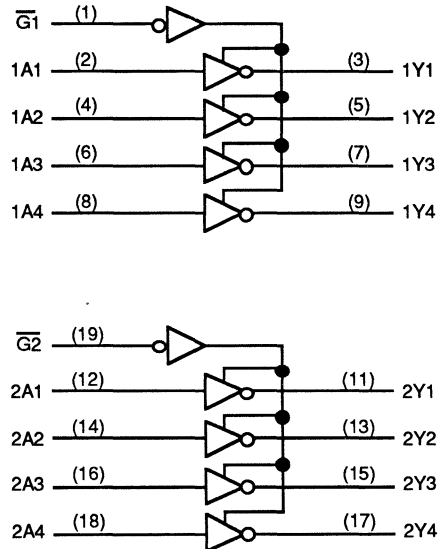 G1 (1)
1A1 (2) (3) 1Y1
1A2 (4) (5) 1Y2
1A3 (6) (7) 1Y3
1A4 (8) (9) 1Y4
G2 (19)
2A1 (12) (11) 2Y1
2A2 (14) (13) 2Y2
2A3 (16) (15) 2Y3
2A4 (18) (17) 2Y4